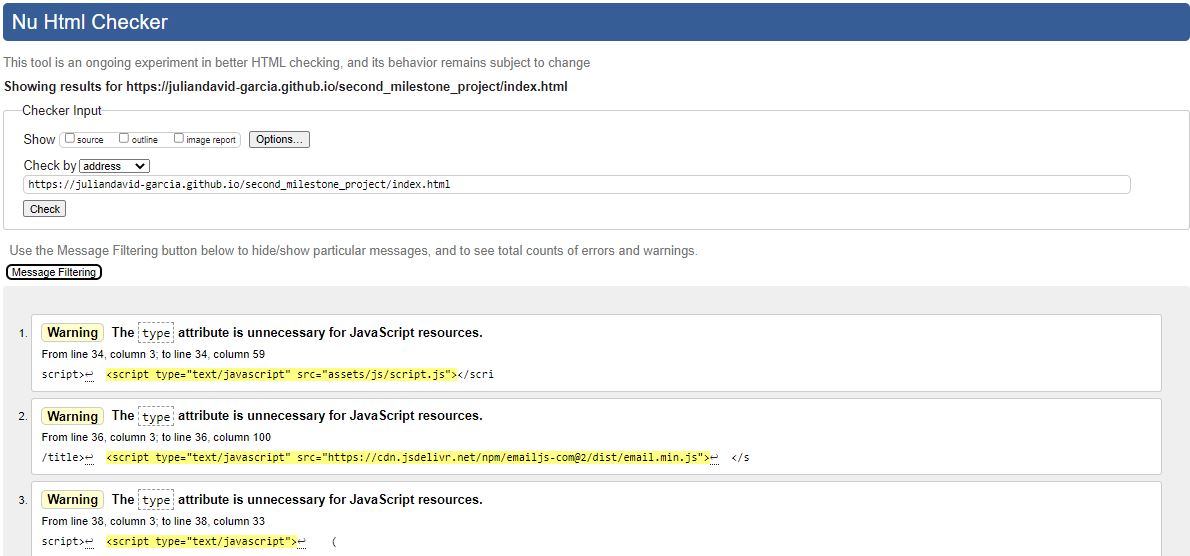 Nu Html Checker
This tool is an ongoing experiment in better HTML checking, and its behavior remains subject to change
Showing results for https://juliandavid-garcia.github.io/second_milestone_project/index.html
Checker Input
Show source outline image report Options...
Check by address
https://juliandavid-garcia.github.io/second_milestone_project/index.html
Check
Use the Message Filtering button below to hide/show particular messages, and to see total counts of errors and warnings.
Message Filtering
1. Warning The type attribute is unnecessary for JavaScript resources.
From line 34, column 3; to line 34, column 59
script>↩ <script type="text/javascript" src="assets/js/script.js"></scri
2. Warning The type attribute is unnecessary for JavaScript resources.
From line 36, column 3; to line 36, column 100
/title>↩ <script type="text/javascript" src="https://cdn.jsdelivr.net/npm/emailjs-com@2/dist/email.min.js">↩ </s
3. Warning The type attribute is unnecessary for JavaScript resources.
From line 38, column 3; to line 38, column 33
script>↩ <script type="text/javascript">↩ (